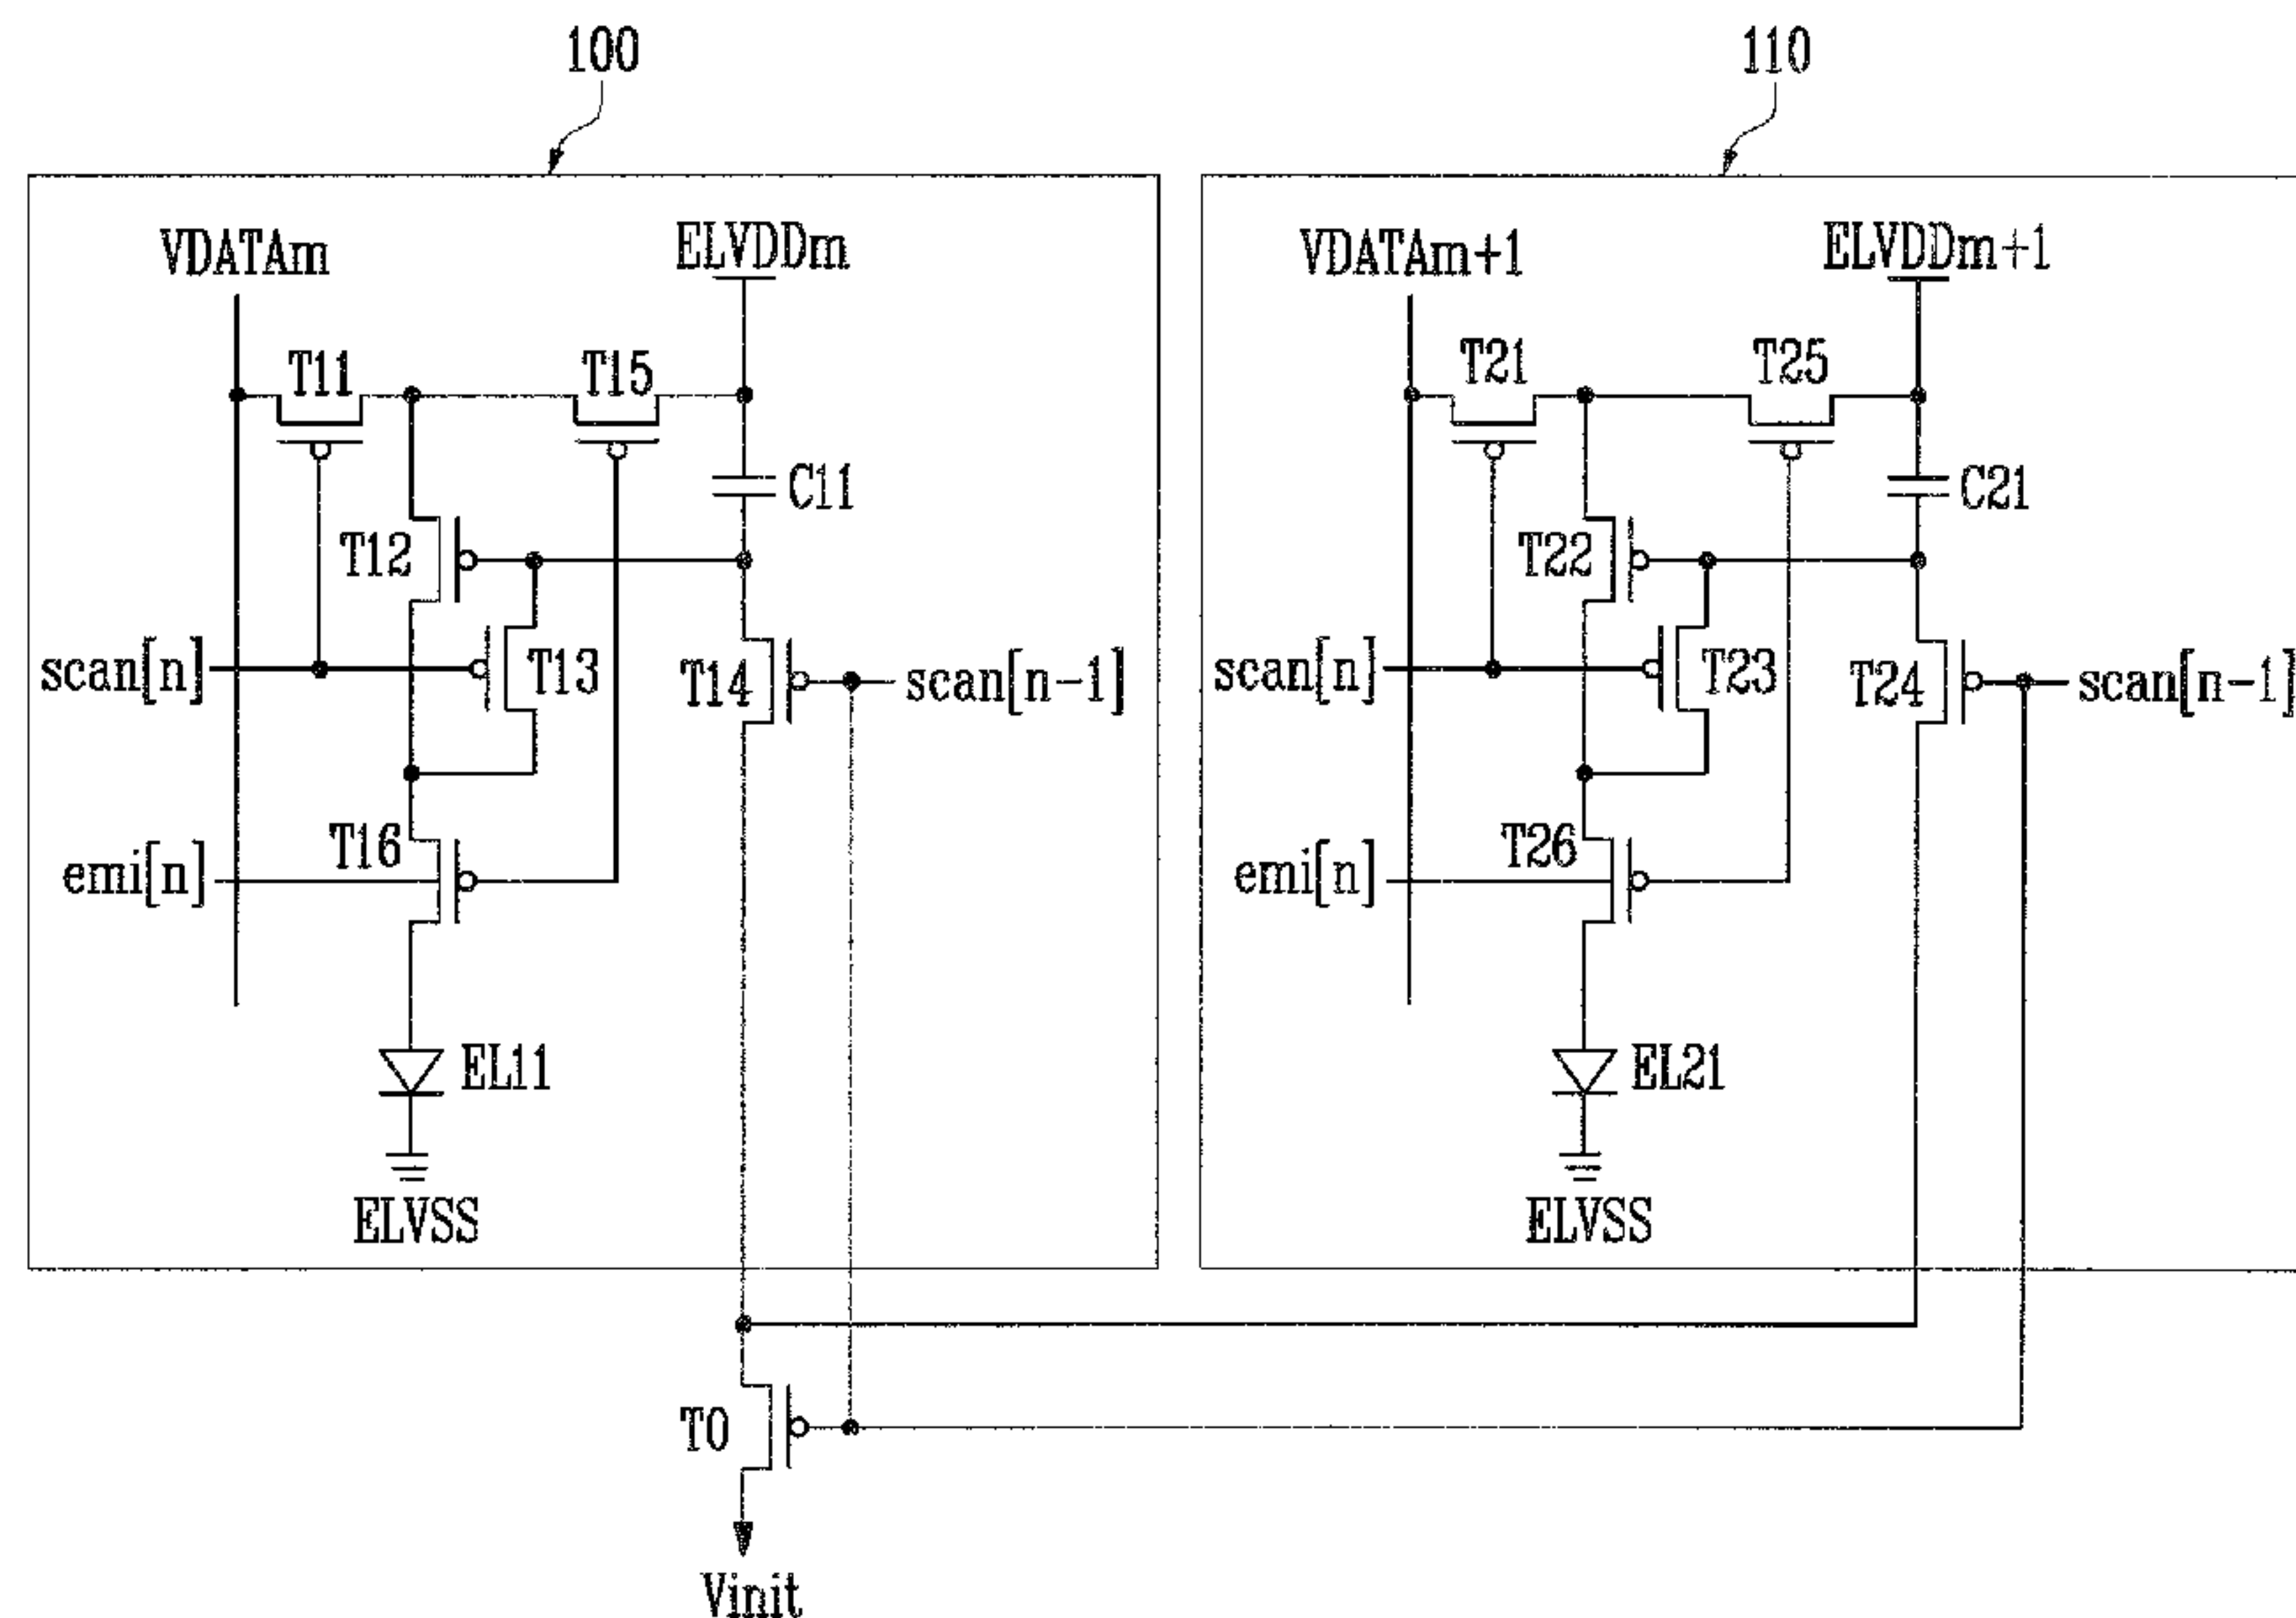 100
110
VDATAm
ELVDDm
VDATAm+1
ELVDDm+1
T11
T15
T21
T25
C11
C21
T12
T22
scan[n]
T13
T14
scan[n-1]
scan[n]
T23
T24
scan[n-1]
T16
T26
emi[n]
emi[n]
EL11
EL21
ELVSS
ELVSS
T0
Vinit